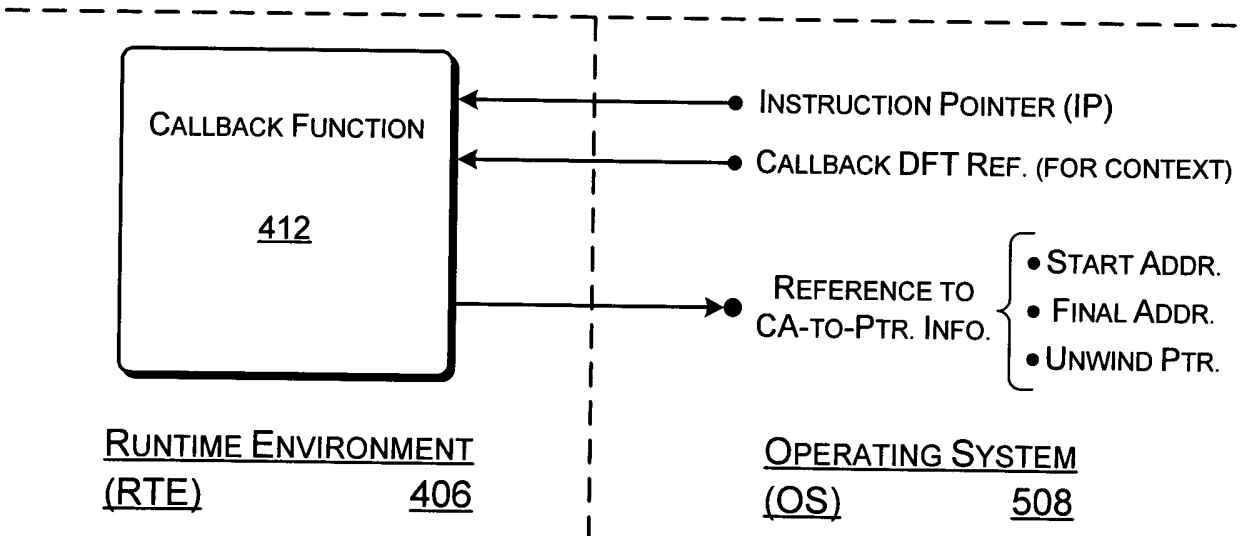 CALLBACK FUNCTION
412
INSTRUCTION POINTER (IP)
CALLBACK DFT REF. (FOR CONTEXT)
REFERENCE TO
CA-TO-PTR. INFO.
• START ADDR.
• FINAL ADDR.
• UNWIND PTR.
RUNTIME ENVIRONMENT
(RTE) 406
OPERATING SYSTEM
(OS) 508